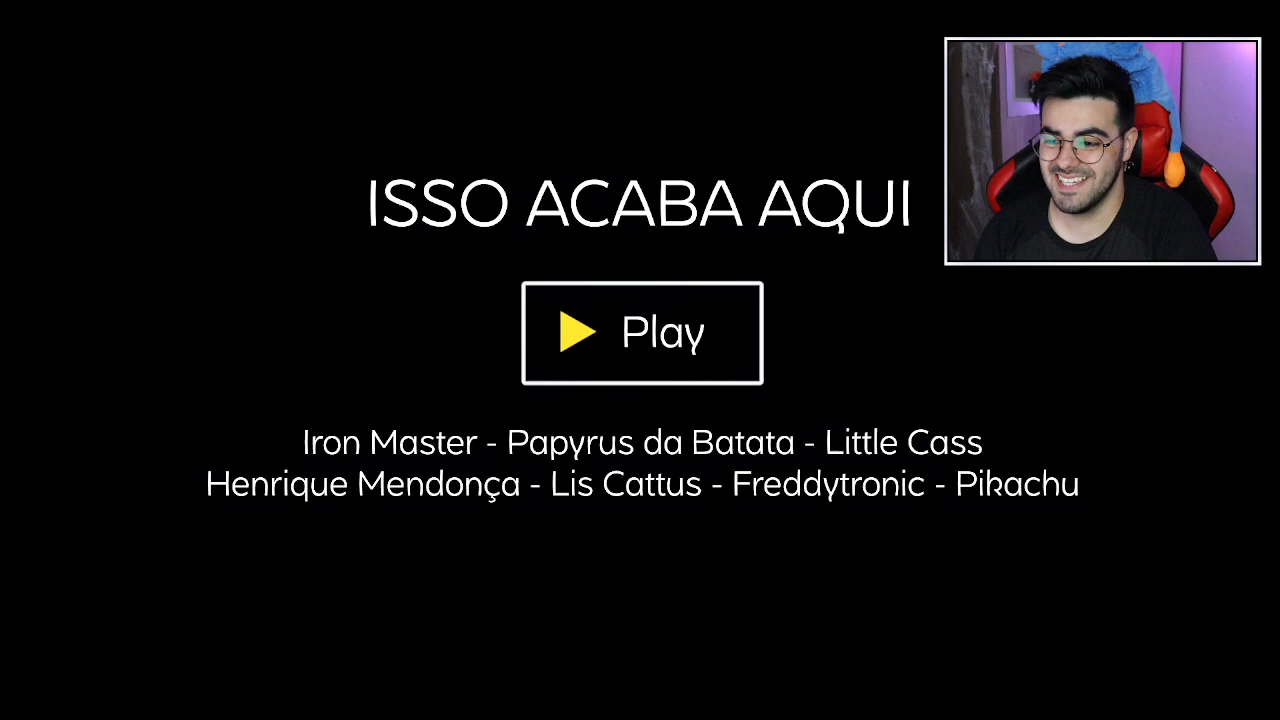 ISSO ACABA AQUI
Play
Iron Master - Papyrus da Batata - Little Cass
Henrique Mendonça - Lis Cattus - Freddytronic - Pikachu